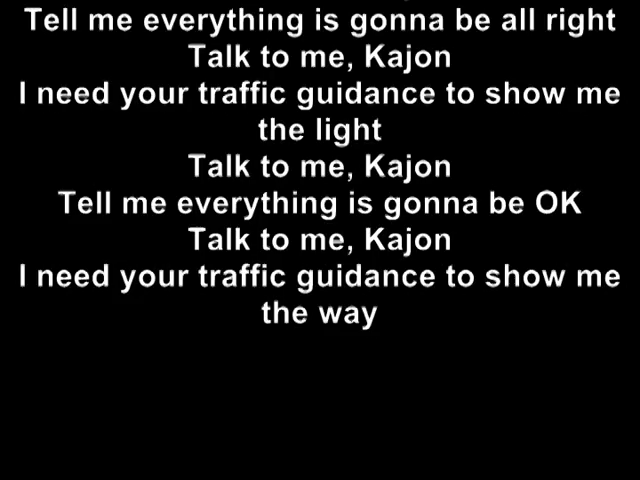 Tell me everything is gonna be all right
Talk to me, Kajon
I need your traffic guidance to show me
the light
Talk to me, Kajon
Tell me everything is gonna be OK
Talk to me, Kajon
I need your traffic guidance to show me
the way